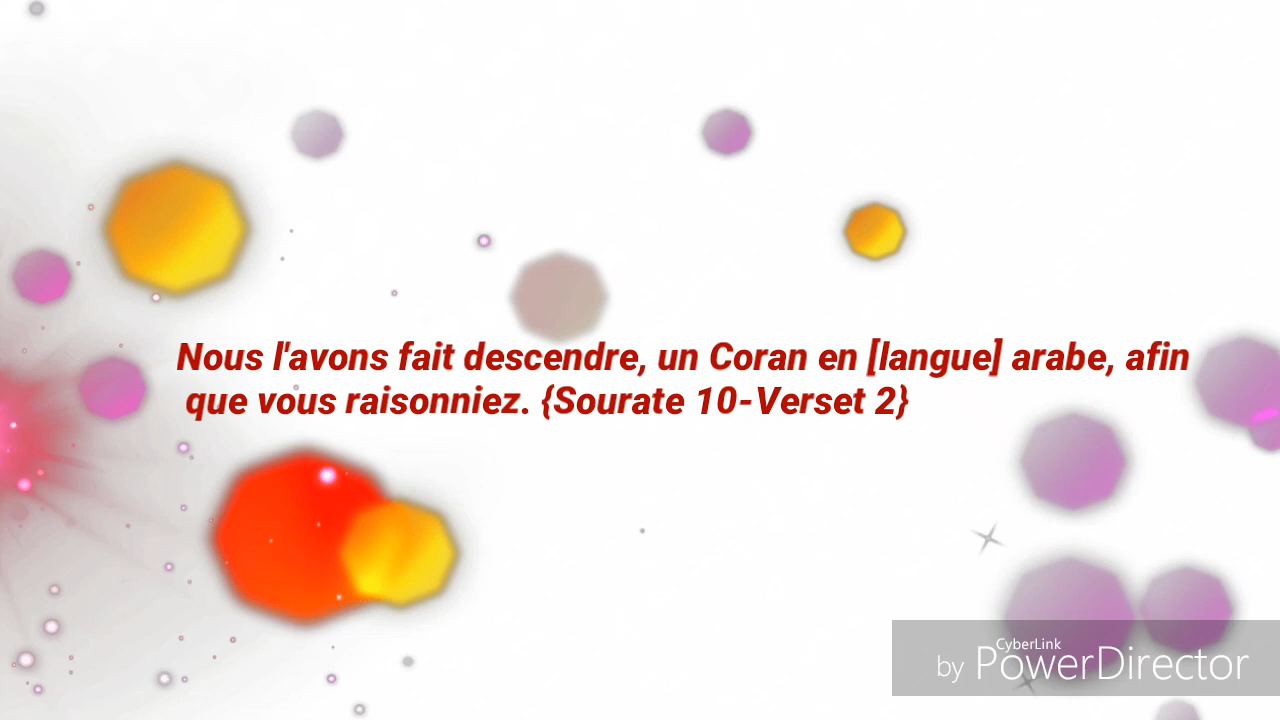 Nous l'avons fait descendre, un Coran en [langue] arabe, afin
que vous raisonniez. {Sourate 10-Verset 2}
CyberLink
by PowerDirector